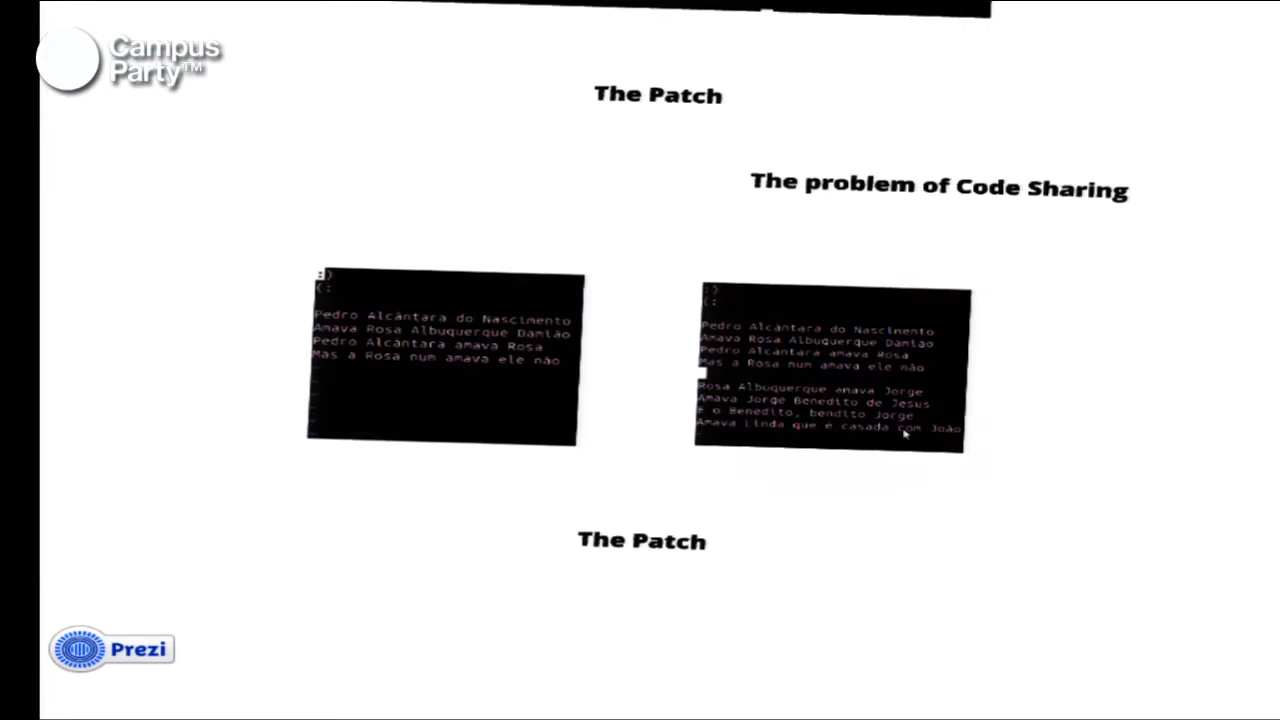 Campus
Party™
The Patch
The problem of Code Sharing
:)
(:
Pedro Alcântara do Nascimento
Amava Rosa Albuquerque Damião
Pedro Alcântara amava Rosa
Mas a Rosa num amava ele não
:)
(:
Pedro Alcântara do Nascimento
Amava Rosa Albuquerque Damião
Pedro Alcântara amava Rosa
Mas a Rosa num amava ele não
Rosa Albuquerque amava Jorge
Amava Jorge Benedito de Jesus
E o Benedito, bendito Jorge
Amava Linda que é casada com João
The Patch
Prezi